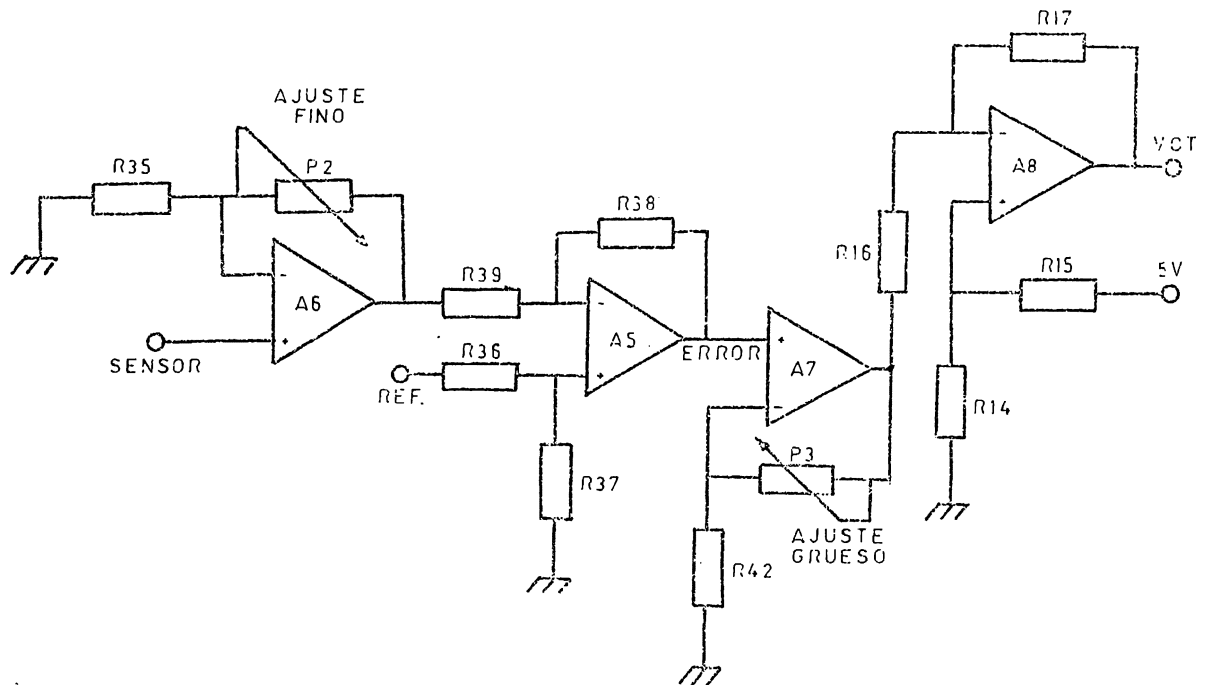 R17
AJUSTE
FINO
P2
R35
A8
VCT
R38
R16
R39
R15
5V
A6
A5
ERROR
A7
SENSOR
R36
REF.
R14
P3
R37
AJUSTE
GRUESO
R42